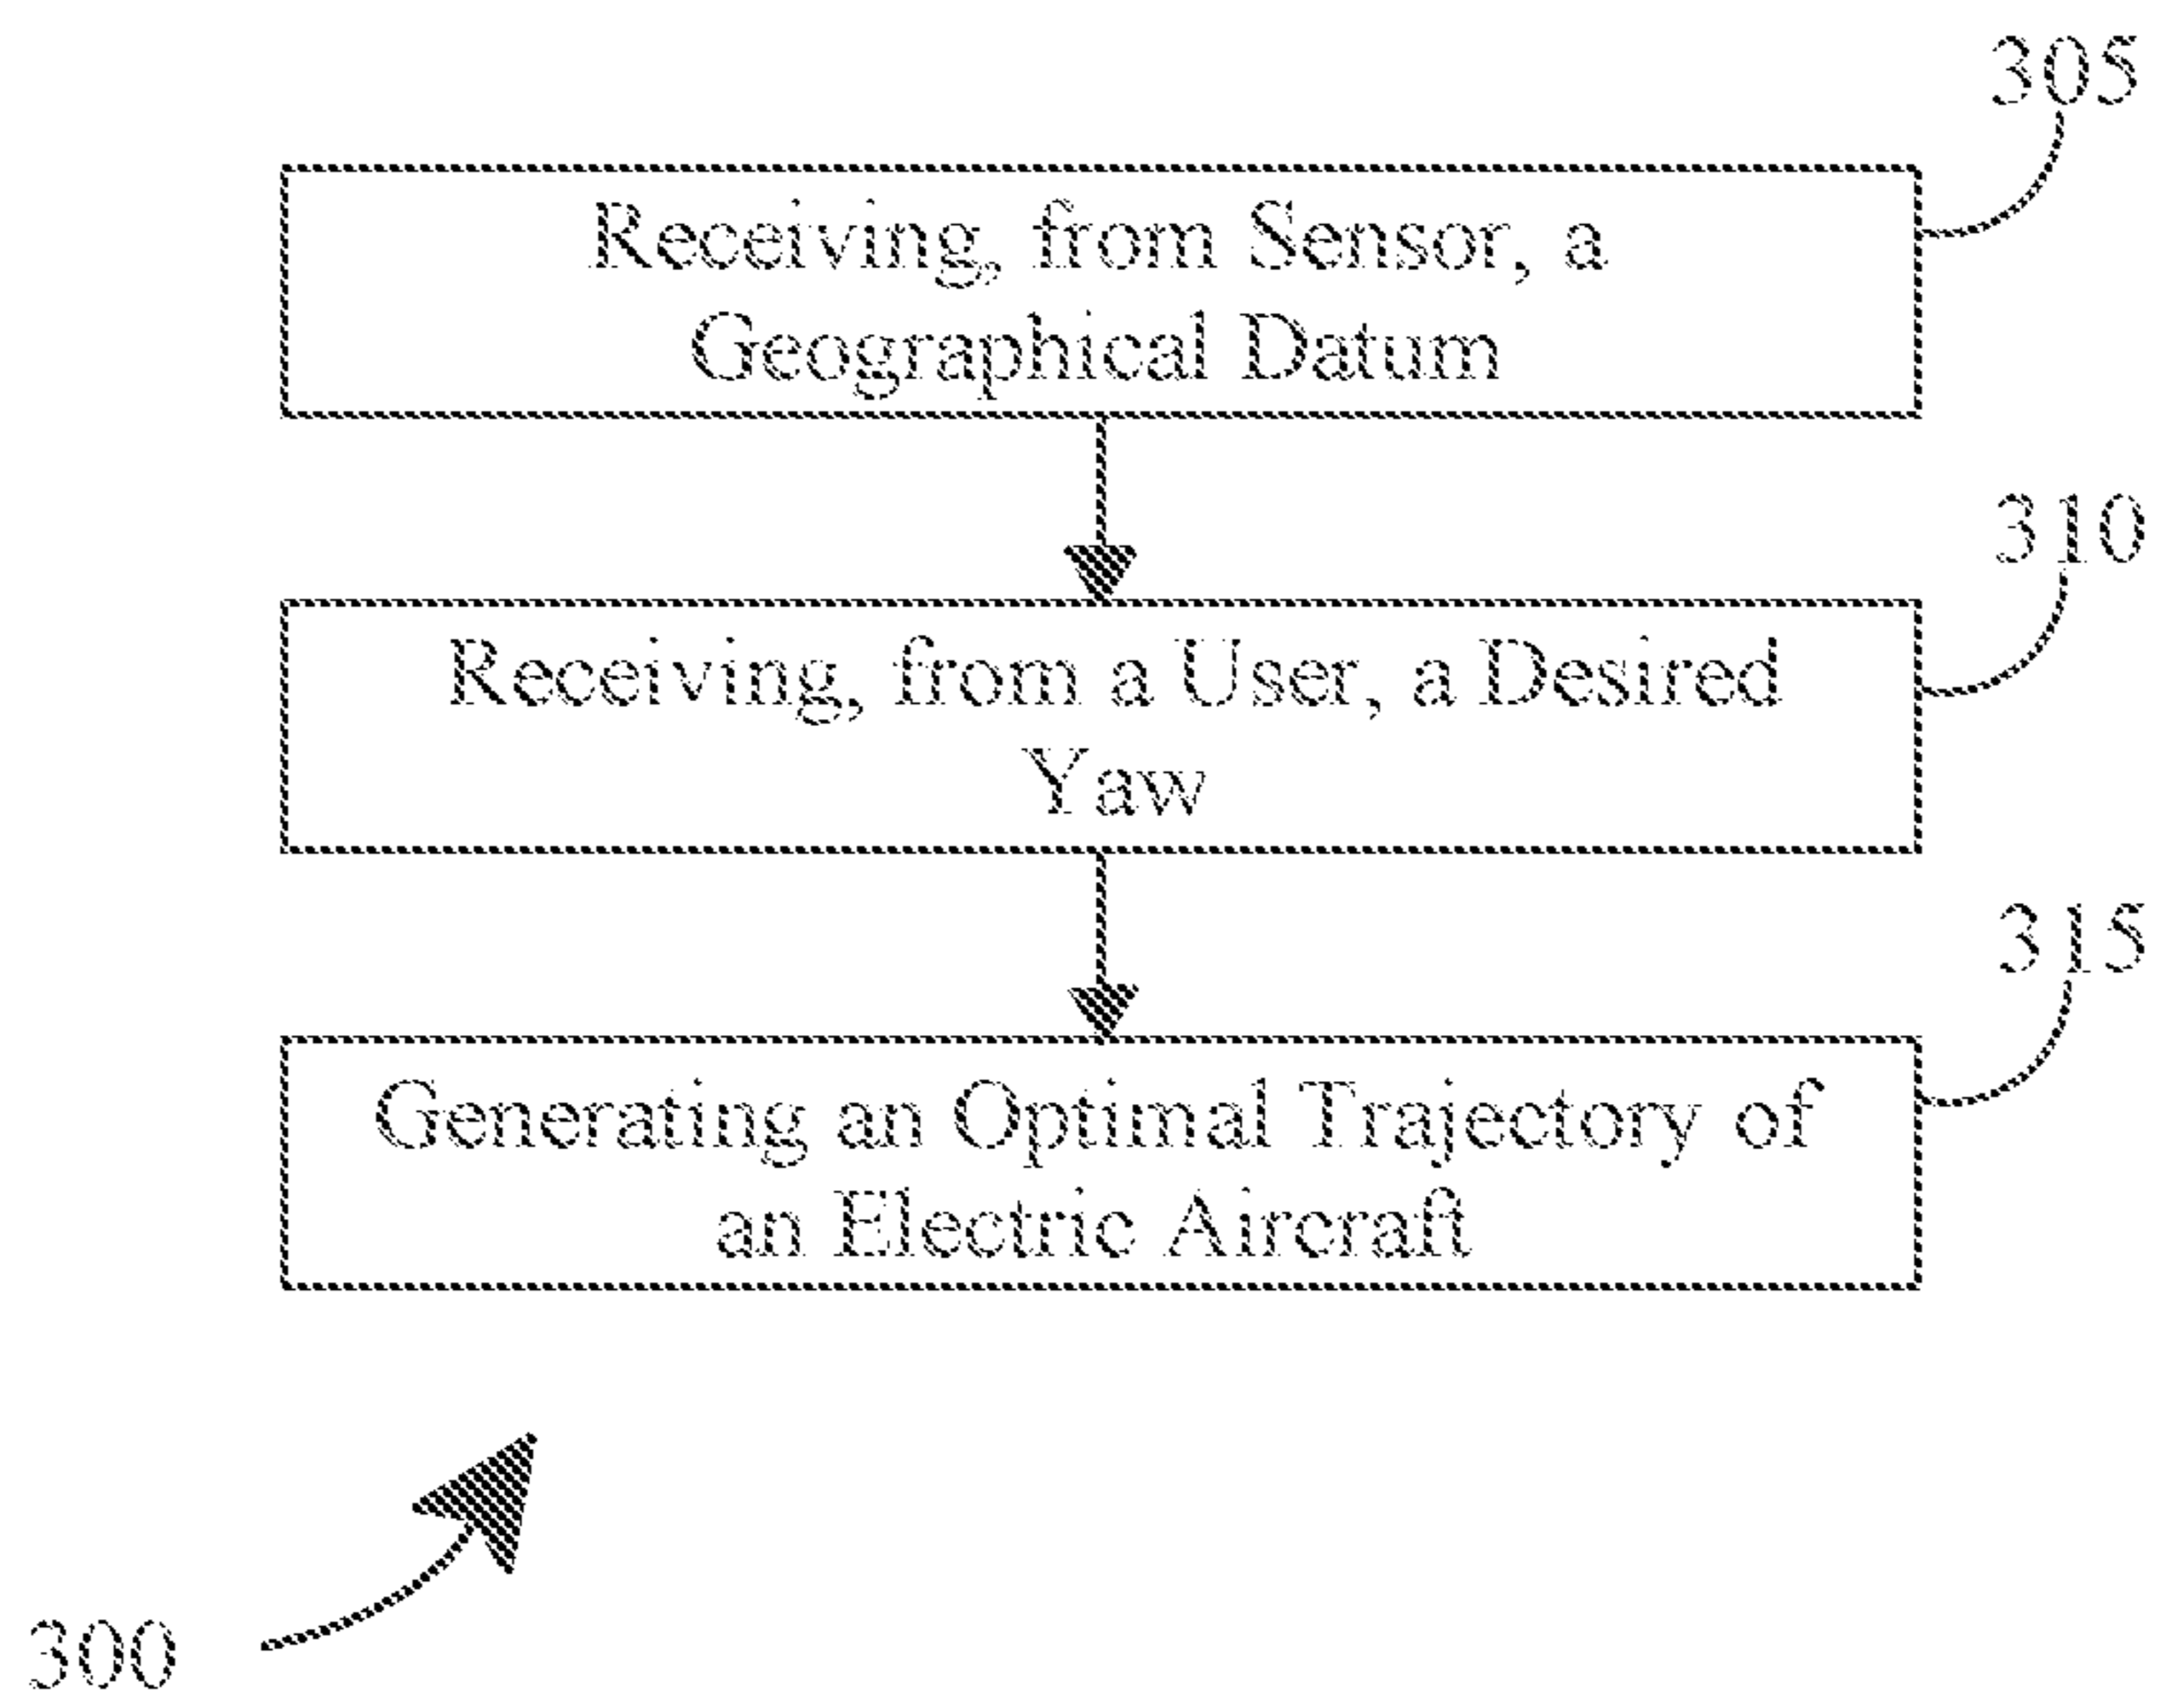 305
Receiving, from Sensor, a
Geographical Datum
310
Receiving, from a User, a Desired
Yaw
315
Generating an Optimal Trajectory of
an Electric Aircraft
300